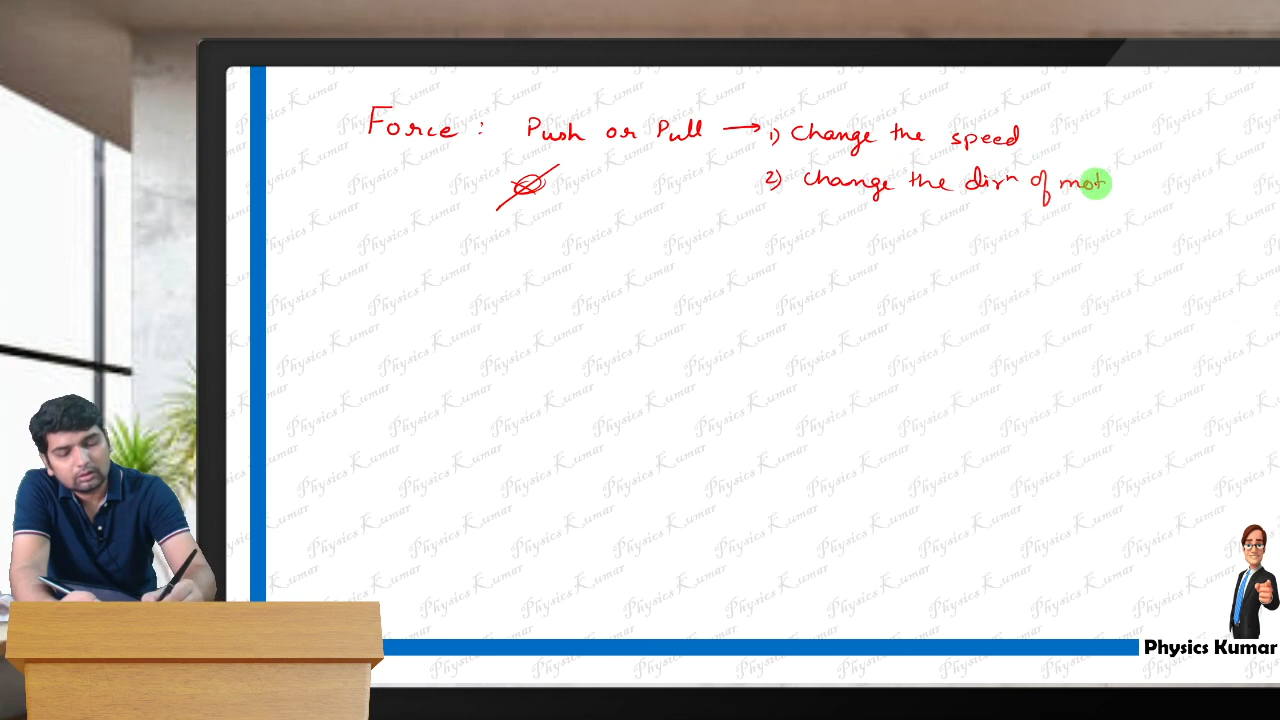 Force : Push or Pull → 1) Change the speed
2) Change the dirⁿ of mot
Physics Kumar